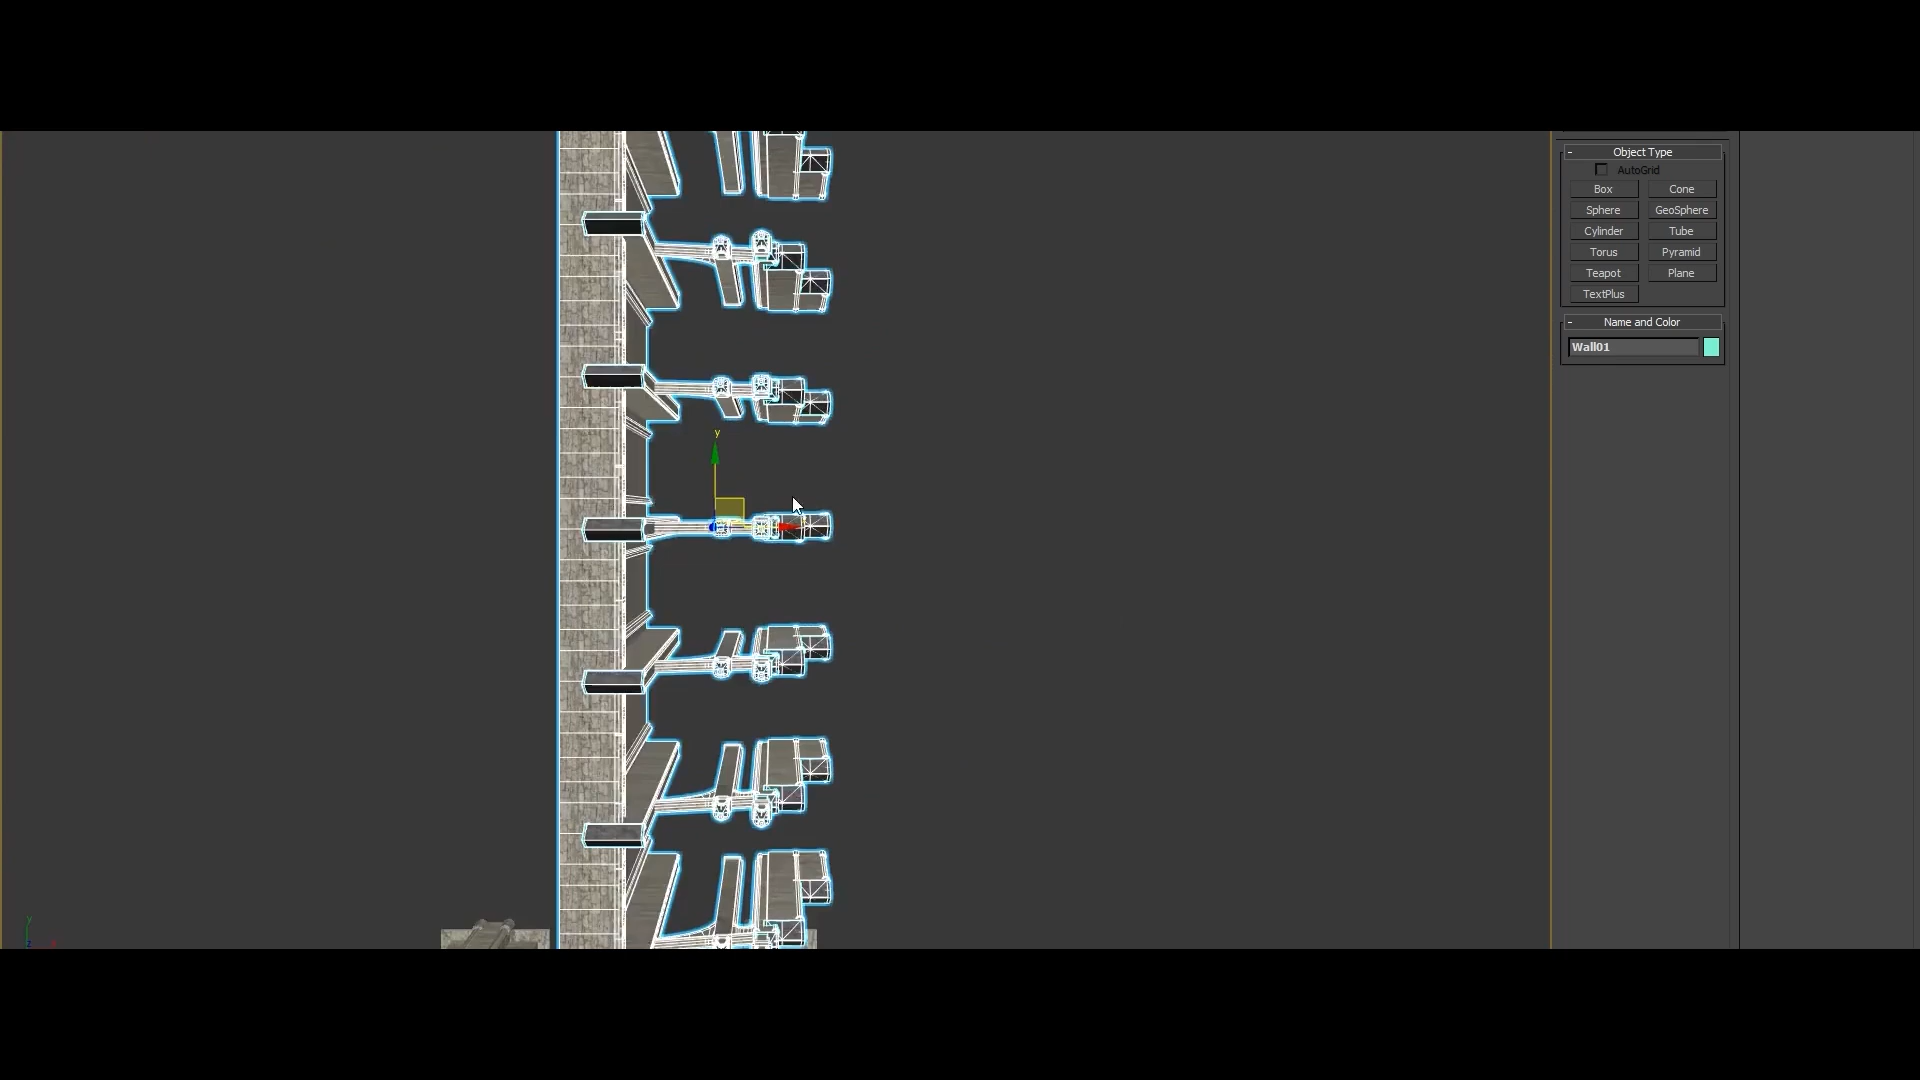 - Object Type
AutoGrid
Box Cone
Sphere GeoSphere
Cylinder Tube
Torus Pyramid
Teapot Plane
TextPlus
- Name and Color
Wall01
y
y
z